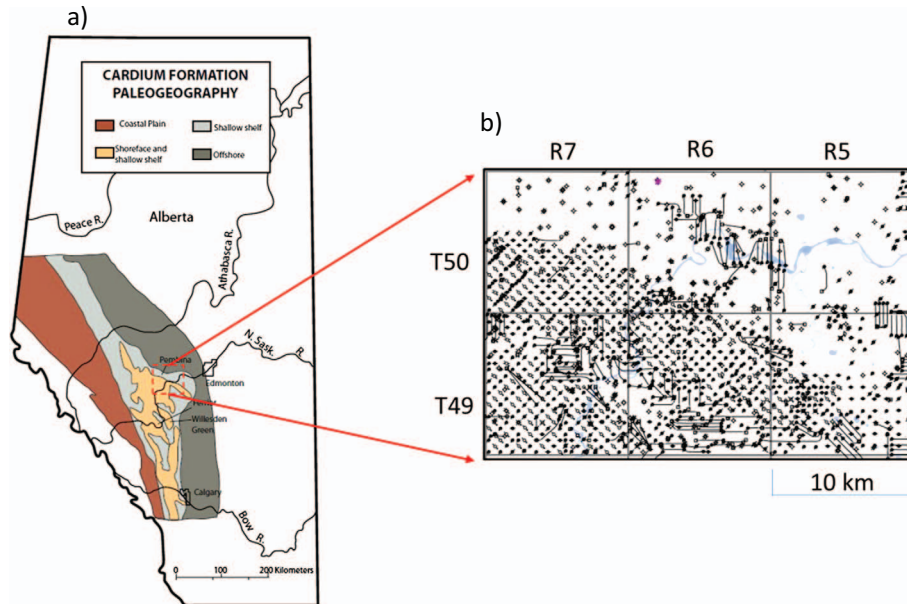 a)
CARDIUM FORMATION
PALEOGEOGRAPHY
Coastal Plain
Shallow shelf
Shoreface and
shallow shelf
Offshore
Peace R.
Alberta
Athabasca R.
N. Sask. R.
Pembina
Edmonton
Ferrier
Willesden
Green
Calgary
Bow R.
0 100 200 Kilometers
b)
R7 R6 R5
T50
T49
10 km